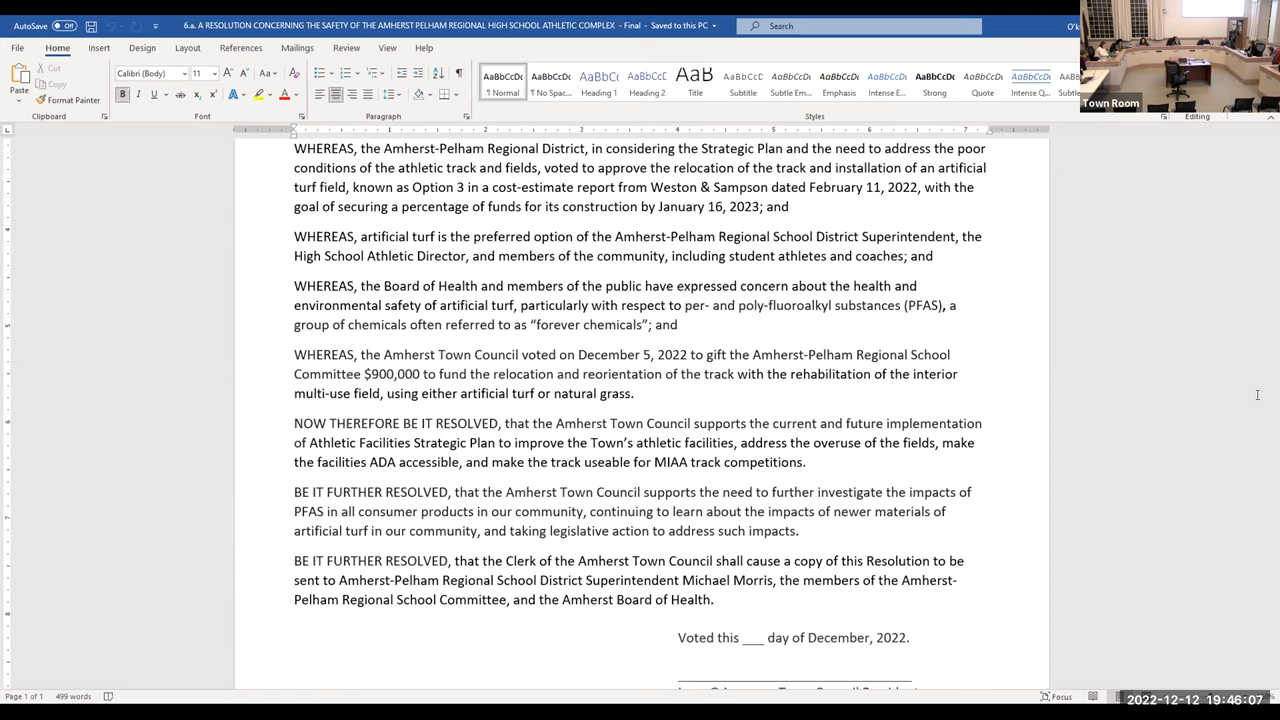 AutoSave Off 6.a. A RESOLUTION CONCERNING THE SAFETY OF THE AMHERST PELHAM REGIONAL HIGH SCHOOL ATHLETIC COMPLEX - Final - Saved to this PC Search O'k
File Home Insert Design Layout References Mailings Review View Help
Paste Cut Copy Format Painter
Calibri (Body) 11
AaBbCcDc AaBbCcDc AaBbCc AaBbCcD AaB AaBbCcD AaBbCcDc AaBbCcDc AaBbCcDc AaBbCcDc AaBbCcDc AaBbCcDc
¶ Normal ¶ No Spac... Heading 1 Heading 2 Title Subtitle Subtle Em... Emphasis Intense E... Strong Quote Intense Q...
Clipboard Font Paragraph Styles Editing
Town Room
1 2 3 4 5 6 7
WHEREAS, the Amherst-Pelham Regional District, in considering the Strategic Plan and the need to address the poor
conditions of the athletic track and fields, voted to approve the relocation of the track and installation of an artificial
turf field, known as Option 3 in a cost-estimate report from Weston & Sampson dated February 11, 2022, with the
goal of securing a percentage of funds for its construction by January 16, 2023; and
WHEREAS, artificial turf is the preferred option of the Amherst-Pelham Regional School District Superintendent, the
High School Athletic Director, and members of the community, including student athletes and coaches; and
WHEREAS, the Board of Health and members of the public have expressed concern about the health and
environmental safety of artificial turf, particularly with respect to per- and poly-fluoroalkyl substances (PFAS), a
group of chemicals often referred to as “forever chemicals”; and
WHEREAS, the Amherst Town Council voted on December 5, 2022 to gift the Amherst-Pelham Regional School
Committee $900,000 to fund the relocation and reorientation of the track with the rehabilitation of the interior
multi-use field, using either artificial turf or natural grass.
NOW THEREFORE BE IT RESOLVED, that the Amherst Town Council supports the current and future implementation
of Athletic Facilities Strategic Plan to improve the Town’s athletic facilities, address the overuse of the fields, make
the facilities ADA accessible, and make the track useable for MIAA track competitions.
BE IT FURTHER RESOLVED, that the Amherst Town Council supports the need to further investigate the impacts of
PFAS in all consumer products in our community, continuing to learn about the impacts of newer materials of
artificial turf in our community, and taking legislative action to address such impacts.
BE IT FURTHER RESOLVED, that the Clerk of the Amherst Town Council shall cause a copy of this Resolution to be
sent to Amherst-Pelham Regional School District Superintendent Michael Morris, the members of the Amherst-
Pelham Regional School Committee, and the Amherst Board of Health.
Voted this ___ day of December, 2022.
Page 1 of 1 499 words Focus
2022-12-12 19:46:07